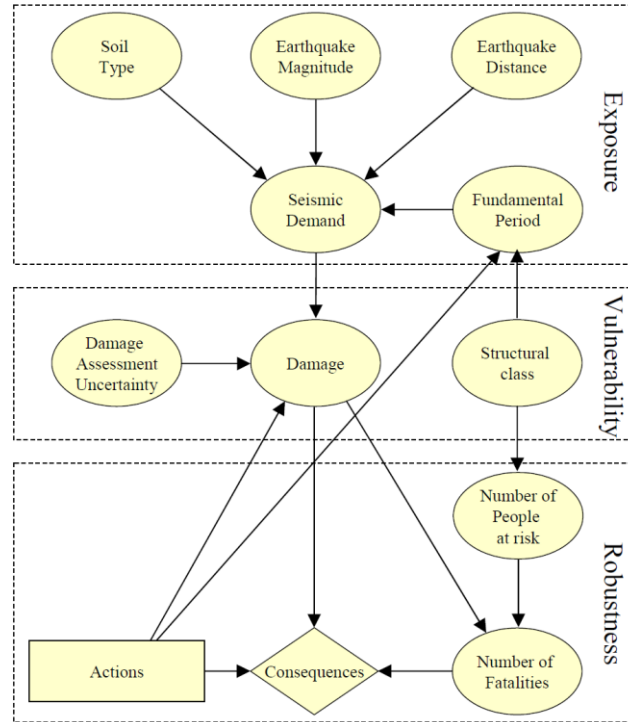 Soil
Type
Earthquake
Magnitude
Earthquake
Distance
Exposure
Seismic
Demand
Fundamental
Period
Vulnerability
Damage
Assessment
Uncertainty
Damage
Structural
class
Robustness
Number of
People
at risk
Actions
Consequences
Number of
Fatalities